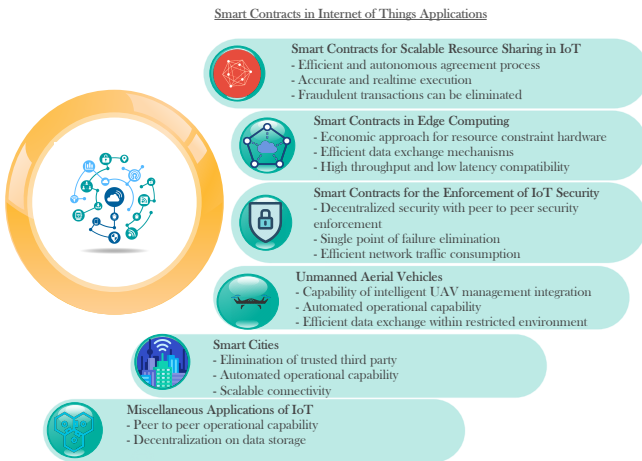 Smart Contracts in Internet of Things Applications
Smart Contracts for Scalable Resource Sharing in IoT
- Efficient and autonomous agreement process
- Accurate and realtime execution
- Fraudulent transactions can be eliminated
Smart Contracts in Edge Computing
- Economic approach for resource constraint hardware
- Efficient data exchange mechanisms
- High throughput and low latency compatibility
Smart Contracts for the Enforcement of IoT Security
- Decentralized security with peer to peer security
enforcement
- Single point of failure elimination
- Efficient network traffic consumption
Unmanned Aerial Vehicles
- Capability of intelligent UAV management integration
- Automated operational capability
- Efficient data exchange within restricted environment
Smart Cities
- Elimination of trusted third party
- Automated operational capability
- Scalable connectivity
Miscellaneous Applications of IoT
- Peer to peer operational capability
- Decentralization on data storage